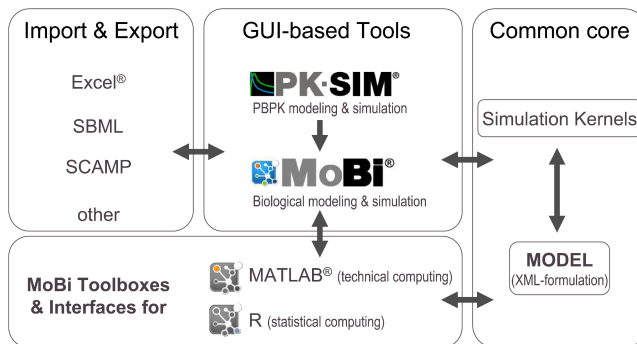 Import & Export
Excel®
SBML
SCAMP
other
GUI-based Tools
PK-SIM®
PBPK modeling & simulation
MoBi®
Biological modeling & simulation
Common core
Simulation Kernels
MODEL
(XML-formulation)
MoBi Toolboxes
& Interfaces for
MATLAB® (technical computing)
R (statistical computing)